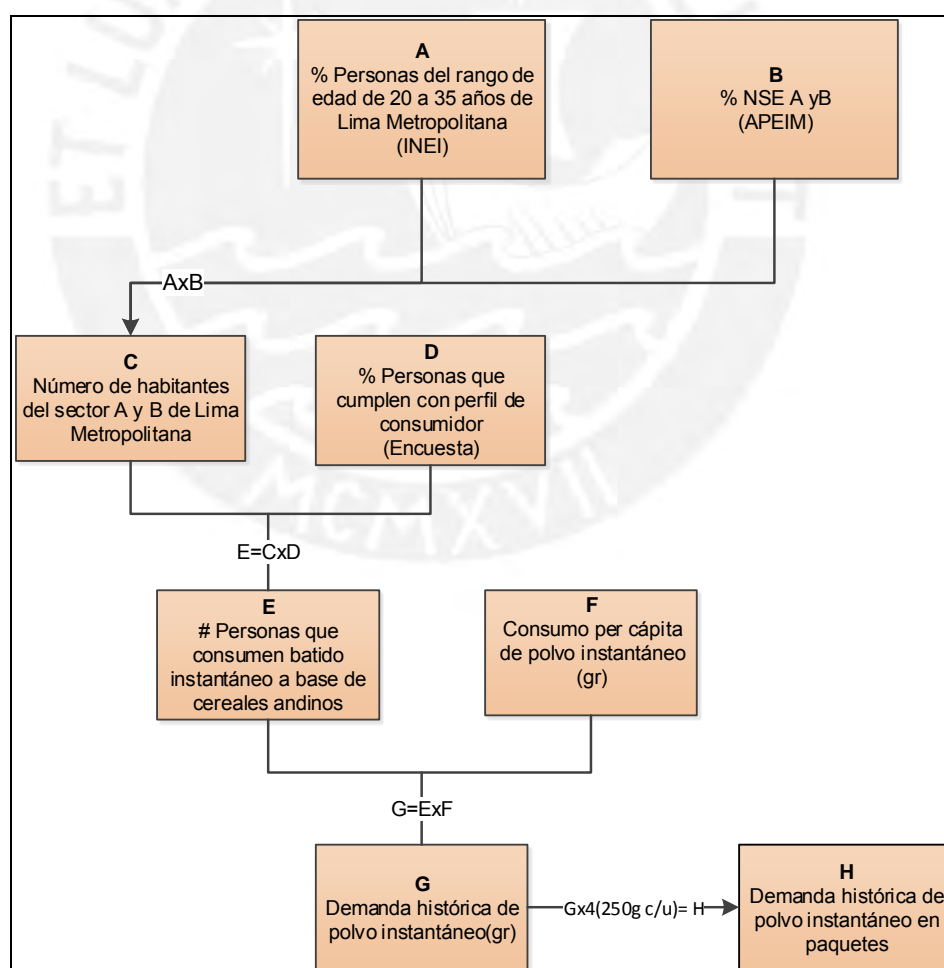 A
% Personas del rango de
edad de 20 a 35 años de
Lima Metropolitana
(INEI)
B
% NSE A yB
(APEIM)
AxB
C
Número de habitantes
del sector A y B de Lima
Metropolitana
D
% Personas que
cumplen con perfil de
consumidor
(Encuesta)
MCMXVII
E=CxD
E
# Personas que
consumen batido
instantáneo a base de
cereales andinos
F
Consumo per cápita
de polvo instantáneo
(gr)
G=ExF
G
Demanda histórica de
polvo instantáneo(gr)
Gx4(250g c/u)= H
H
Demanda histórica de
polvo instantáneo en
paquetes